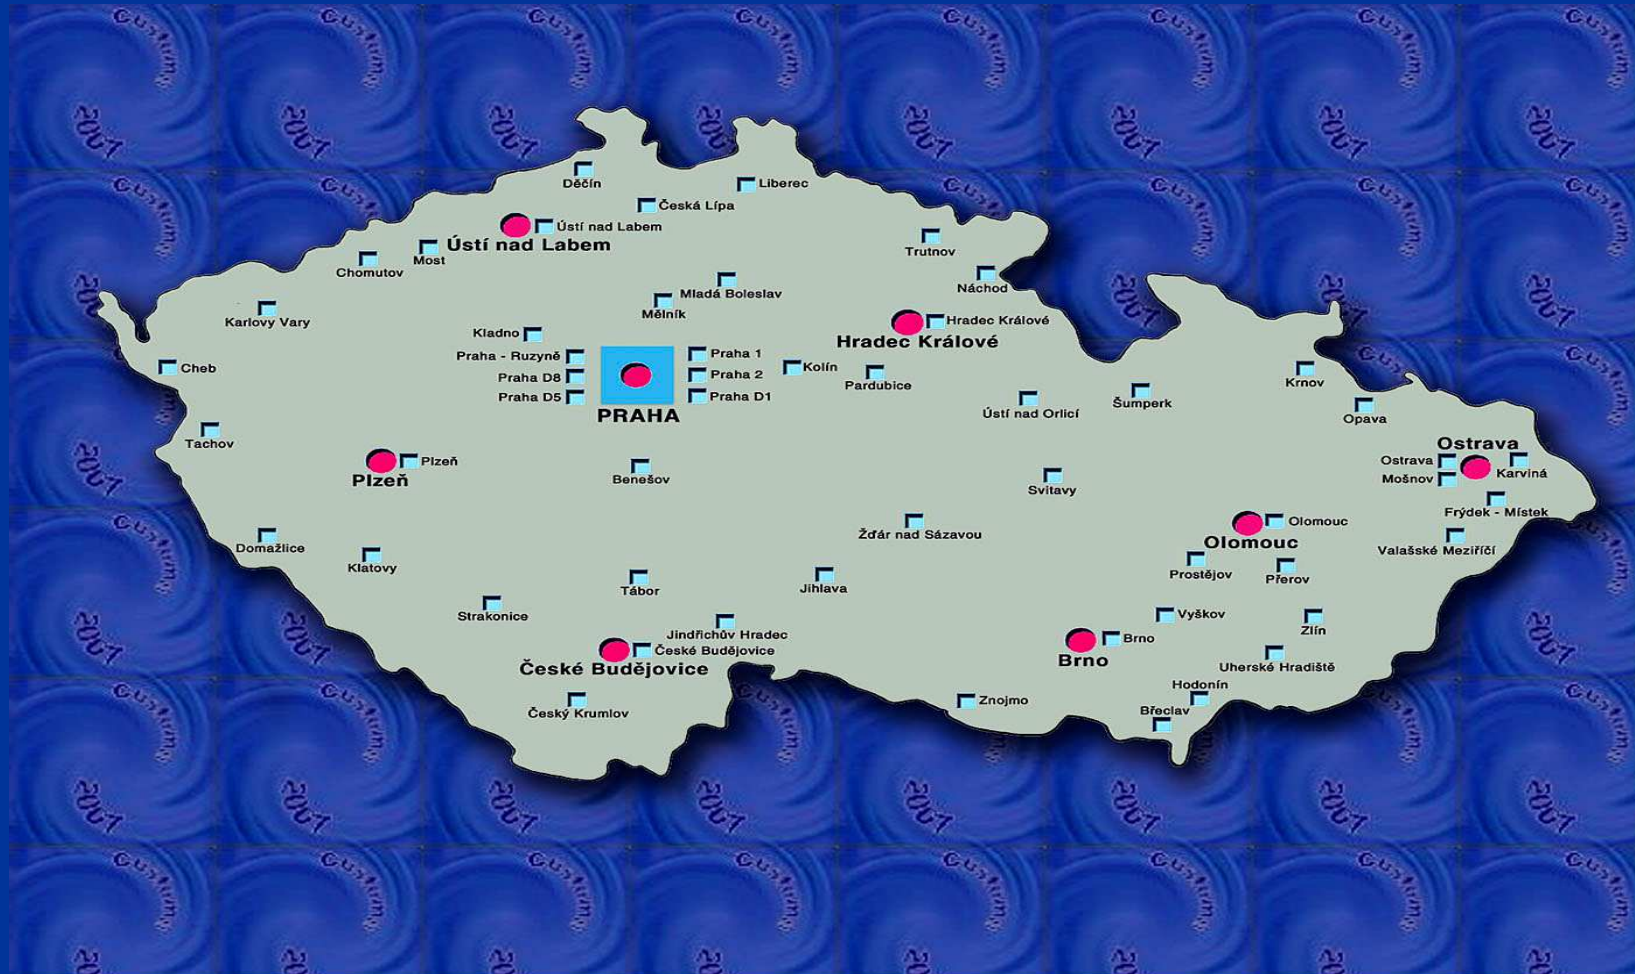 Děčín
Liberec
Česká Lípa
Ústí nad Labem
Ústí nad Labem
Most
Chomutov
Trutnov
Náchod
Mladá Boleslav
Mělník
Karlovy Vary
Hradec Králové
Hradec Králové
Kladno
Praha - Ruzyně
Praha D8
Praha D5
Praha 1
Praha 2
Praha D1
PRAHA
Kolín
Pardubice
Cheb
Krnov
Šumperk
Ústí nad Orlicí
Opava
Tachov
Plzeň
Plzeň
Benešov
Svitavy
Ostrava
Ostrava
Mošnov
Karviná
Frýdek - Místek
Valašské Meziříčí
Olomouc
Olomouc
Žďár nad Sázavou
Domažlice
Klatovy
Prostějov
Přerov
Tábor
Jihlava
Strakonice
Vyškov
Zlín
Jindřichův Hradec
České Budějovice
České Budějovice
Brno
Brno
Uherské Hradiště
Hodonín
Břeclav
Znojmo
Český Krumlov